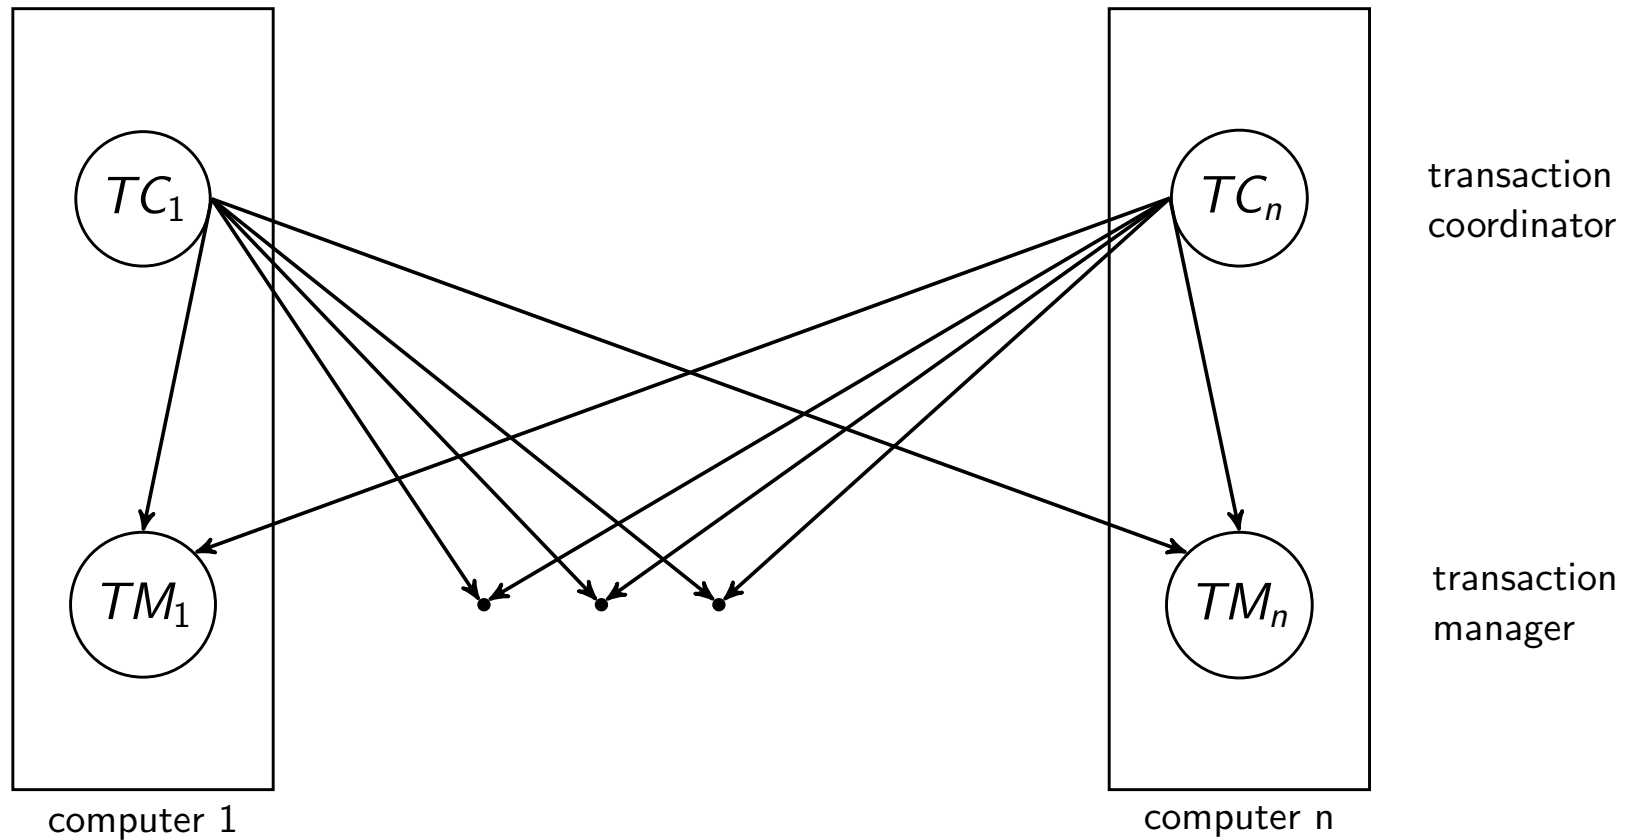 TC₁
TCₙ
transaction
coordinator
TM₁
TMₙ
transaction
manager
computer 1
computer n